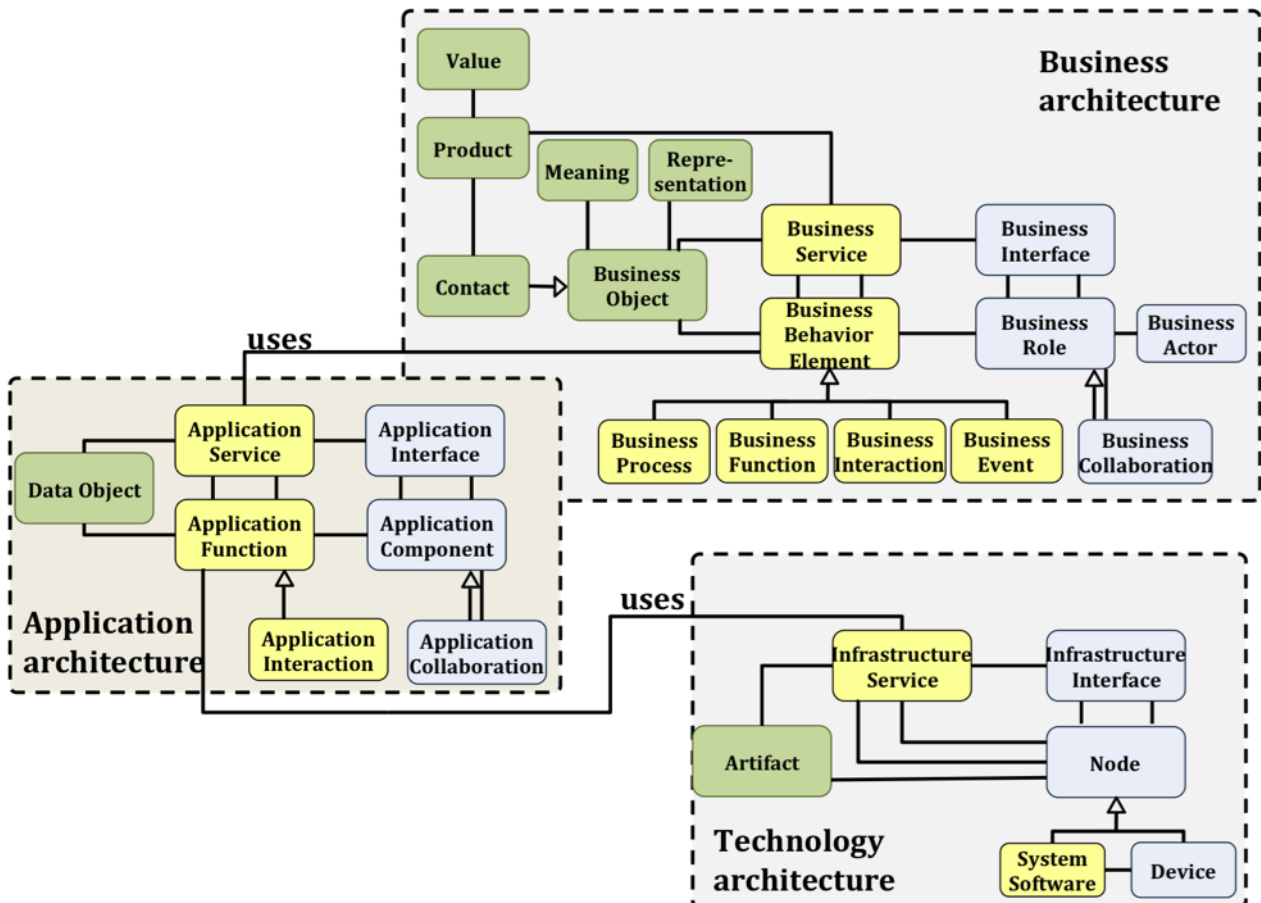 Business
architecture
Value
Product
Meaning
Repre-
sentation
Contact
Business
Object
Business
Service
Business
Interface
Business
Behavior
Element
Business
Role
Business
Actor
Business
Process
Business
Function
Business
Interaction
Business
Event
Business
Collaboration
uses
Application
Service
Application
Interface
Data Object
Application
Function
Application
Component
Application
Interaction
Application
Collaboration
Application
architecture
uses
Infrastructure
Service
Infrastructure
Interface
Artifact
Node
System
Software
Device
Technology
architecture